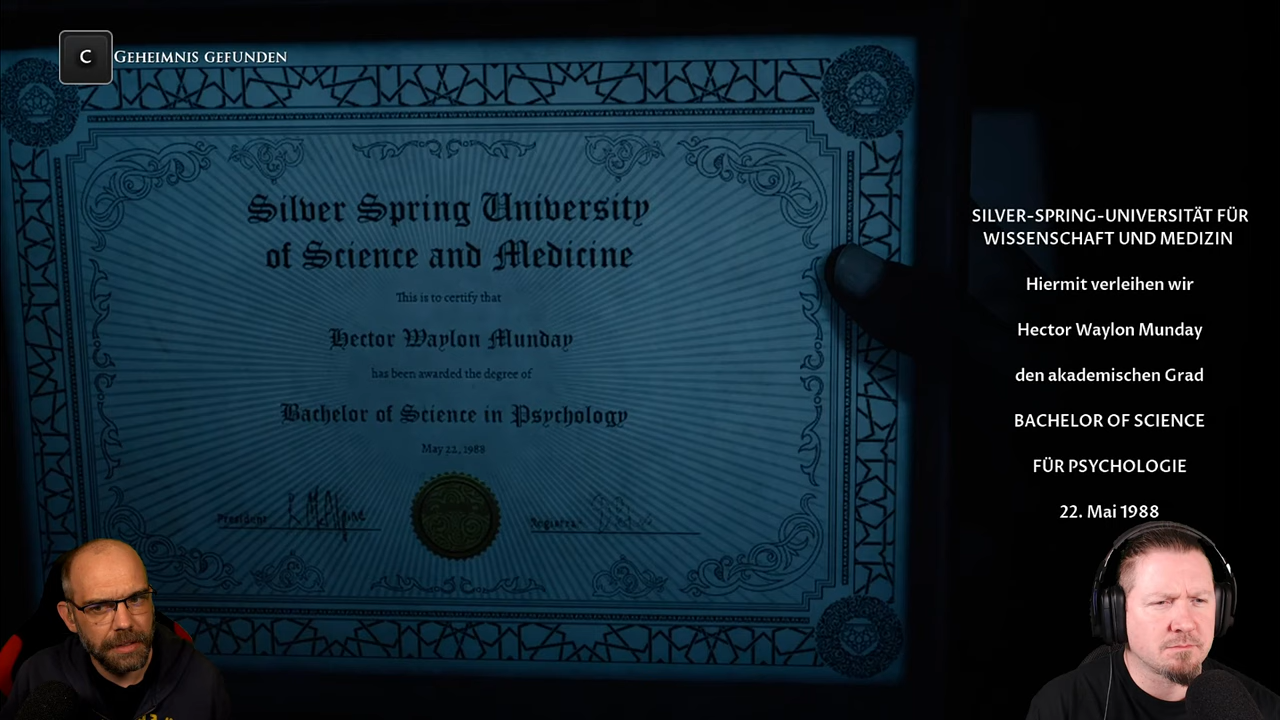 C
GEHEIMNIS GEFUNDEN
Silver Spring University
of Science and Medicine
This is to certify that
Hector Waylon Munday
has been awarded the degree of
Bachelor of Science in Psychology
May 22, 1988
President
Registrar
SILVER-SPRING-UNIVERSITÄT FÜR
WISSENSCHAFT UND MEDIZIN
Hiermit verleihen wir
Hector Waylon Munday
den akademischen Grad
BACHELOR OF SCIENCE
FÜR PSYCHOLOGIE
22. Mai 1988